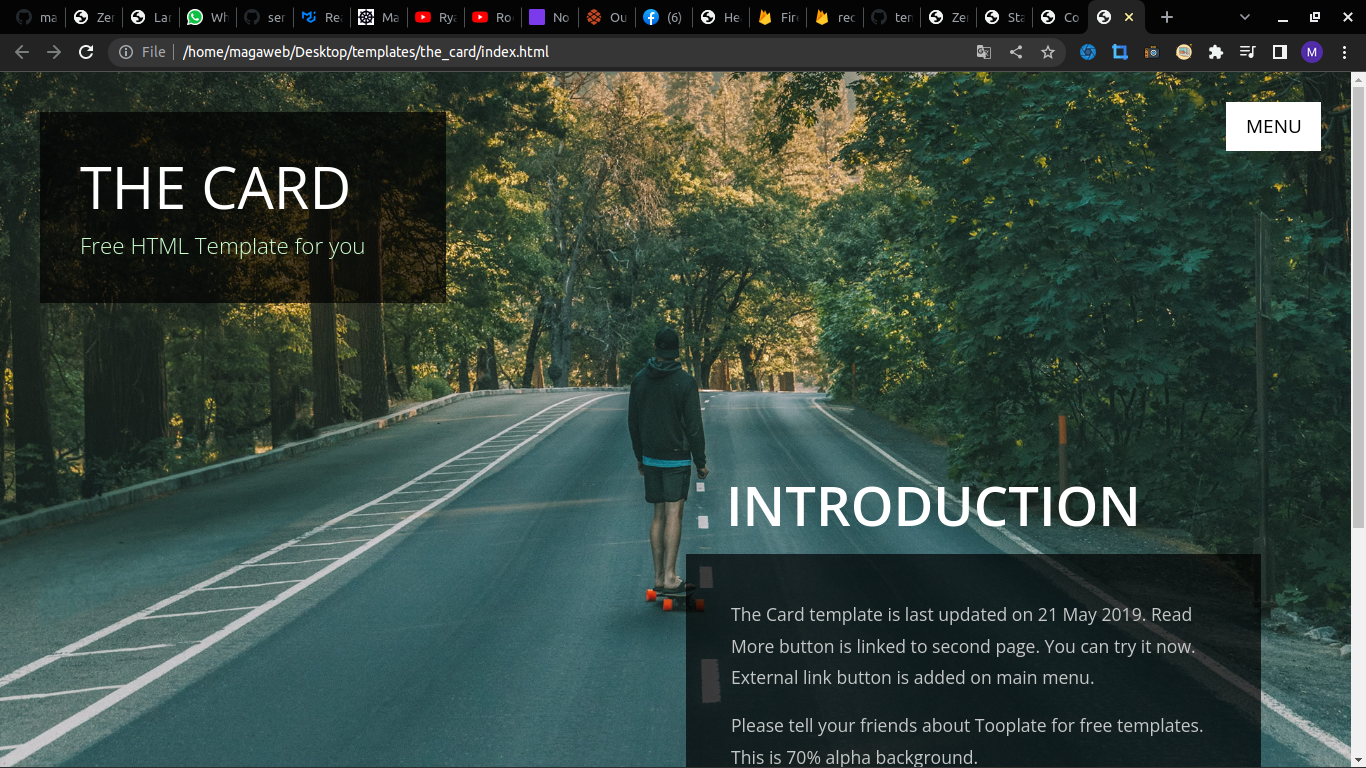 ma
Zer
Lar
Wh
ser
Rea
Ma
Rya
Ro
No
Ou
(6)
He
Fire
rec
ten
Zer
Sta
Co
File
/home/magaweb/Desktop/templates/the_card/index.html
M
MENU
THE CARD
Free HTML Template for you
INTRODUCTION
The Card template is last updated on 21 May 2019. Read
More button is linked to second page. You can try it now.
External link button is added on main menu.
Please tell your friends about Tooplate for free templates.
This is 70% alpha background.